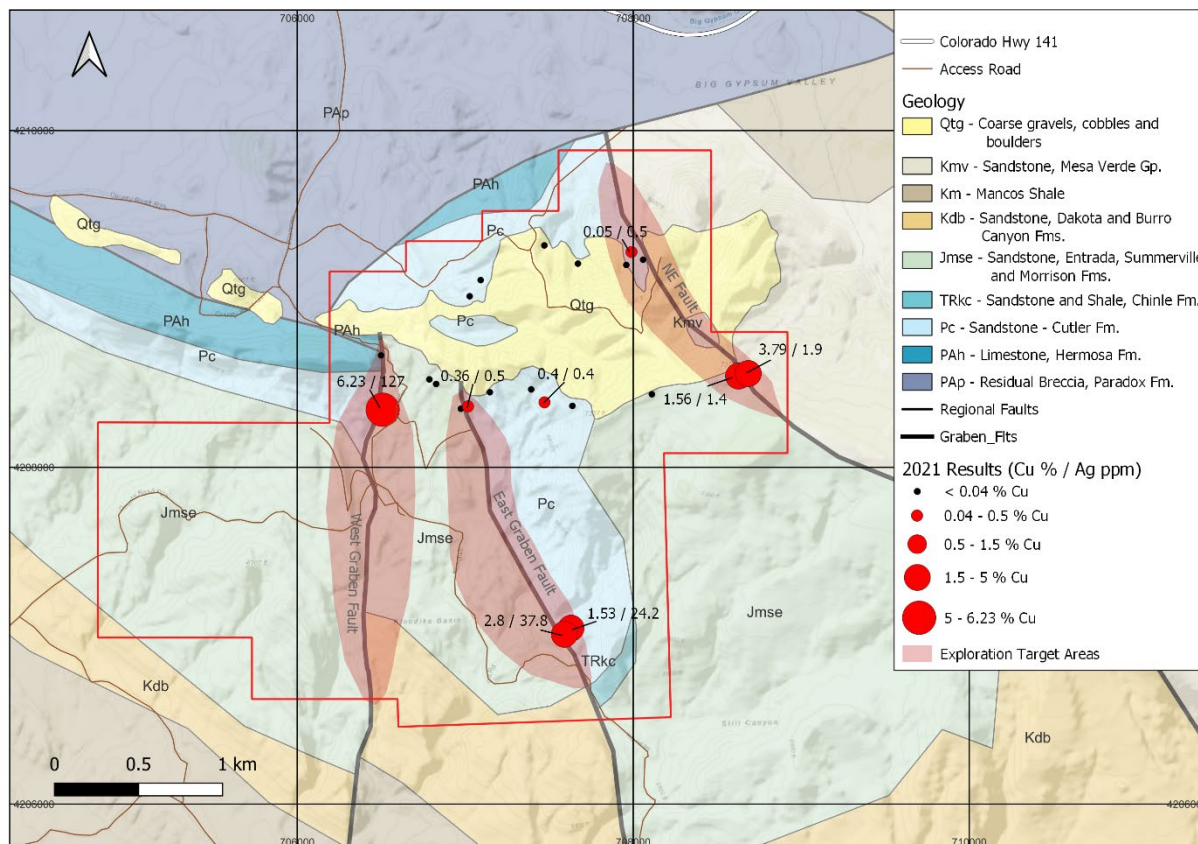 706000
708000
Big Gypsum
BIG GYPSUM VALLEY
PAp
4210000
PAh
Pc
Qtg
0.05 / 0.5
NE Fault
Qtg
Qtg
PAh
Pc
Kmv
PAh
Pc
3.79 / 1.9
6.23 / 127
0.36 / 0.5
0.4 / 0.4
1.56 / 1.4
4208000
Jmse
West Graben Fault
Jmse
East Graben Fault
Pc
Jmse
2.8 / 37.8
1.53 / 24.2
TRkc
Kdb
Kdb
0 0.5 1 km
4206000
420600
706000
708000
710000
Colorado Hwy 141
Access Road
Geology
Qtg - Coarse gravels, cobbles and
boulders
Kmv - Sandstone, Mesa Verde Gp.
Km - Mancos Shale
Kdb - Sandstone, Dakota and Burro
Canyon Fms.
Jmse - Sandstone, Entrada, Summerville
and Morrison Fms.
TRkc - Sandstone and Shale, Chinle Fm.
Pc - Sandstone - Cutler Fm.
PAh - Limestone, Hermosa Fm.
PAp - Residual Breccia, Paradox Fm.
Regional Faults
Graben_Flts
2021 Results (Cu % / Ag ppm)
< 0.04 % Cu
0.04 - 0.5 % Cu
0.5 - 1.5 % Cu
1.5 - 5 % Cu
5 - 6.23 % Cu
Exploration Target Areas